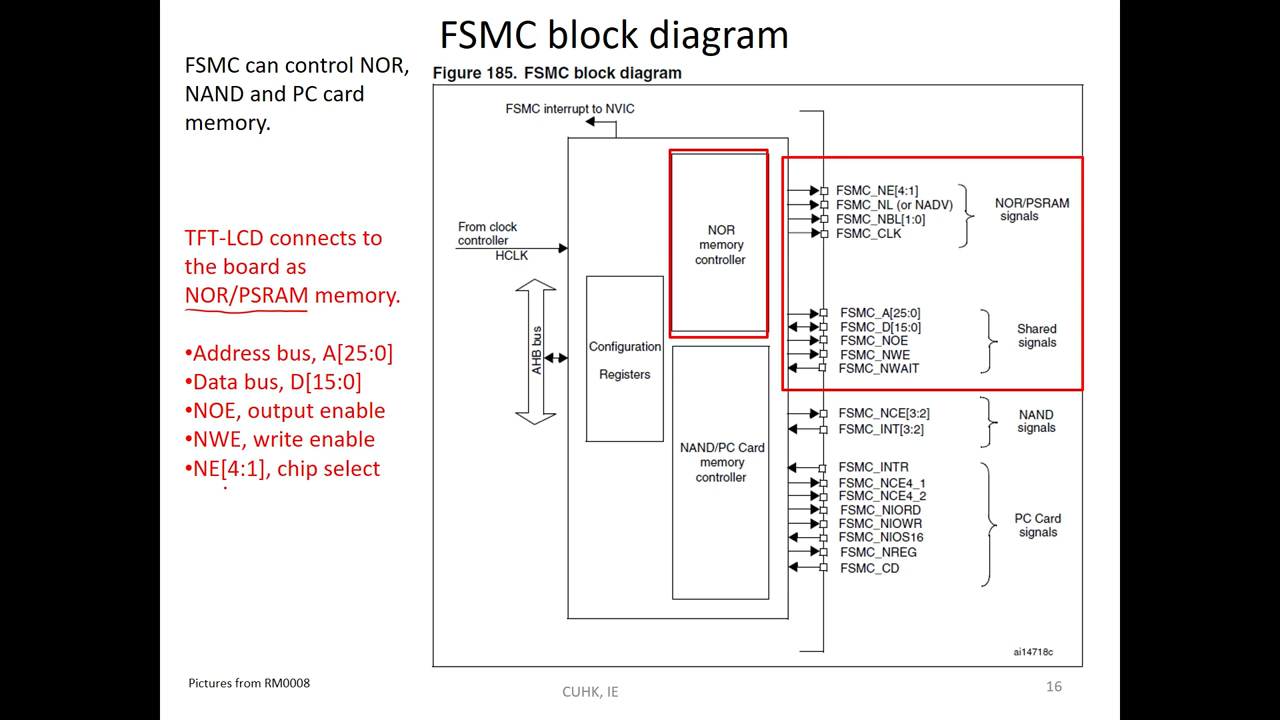 FSMC block diagram
FSMC can control NOR,
NAND and PC card
memory.
TFT-LCD connects to
the board as
NOR/PSRAM memory.
•Address bus, A[25:0]
•Data bus, D[15:0]
•NOE, output enable
•NWE, write enable
•NE[4:1], chip select
Figure 185. FSMC block diagram
FSMC interrupt to NVIC
From clock
controller
HCLK
AHB bus
Configuration
Registers
NOR
memory
controller
NAND/PC Card
memory
controller
FSMC_NE[4:1]
FSMC_NL (or NADV)
FSMC_NBL[1:0]
FSMC_CLK
NOR/PSRAM
signals
FSMC_A[25:0]
FSMC_D[15:0]
FSMC_NOE
FSMC_NWE
FSMC_NWAIT
Shared
signals
FSMC_NCE[3:2]
FSMC_INT[3:2]
NAND
signals
FSMC_INTR
FSMC_NCE4_1
FSMC_NCE4_2
FSMC_NIORD
FSMC_NIOWR
FSMC_NIOS16
FSMC_NREG
FSMC_CD
PC Card
signals
ai14718c
Pictures from RM0008
CUHK, IE
16